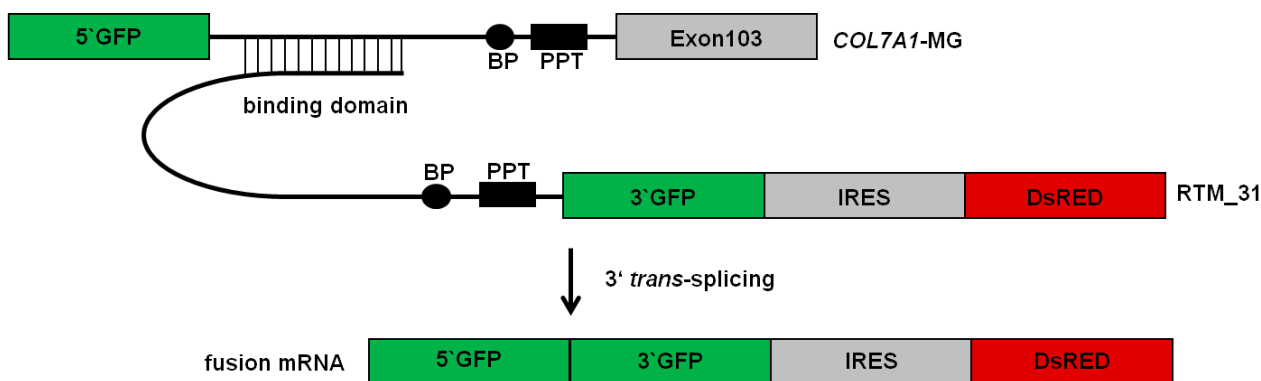 5`GFP
Exon103
COL7A1-MG
BP PPT
binding domain
BP PPT
3`GFP
IRES
DsRED
RTM_31
3‘ trans-splicing
fusion mRNA
5`GFP
3`GFP
IRES
DsRED